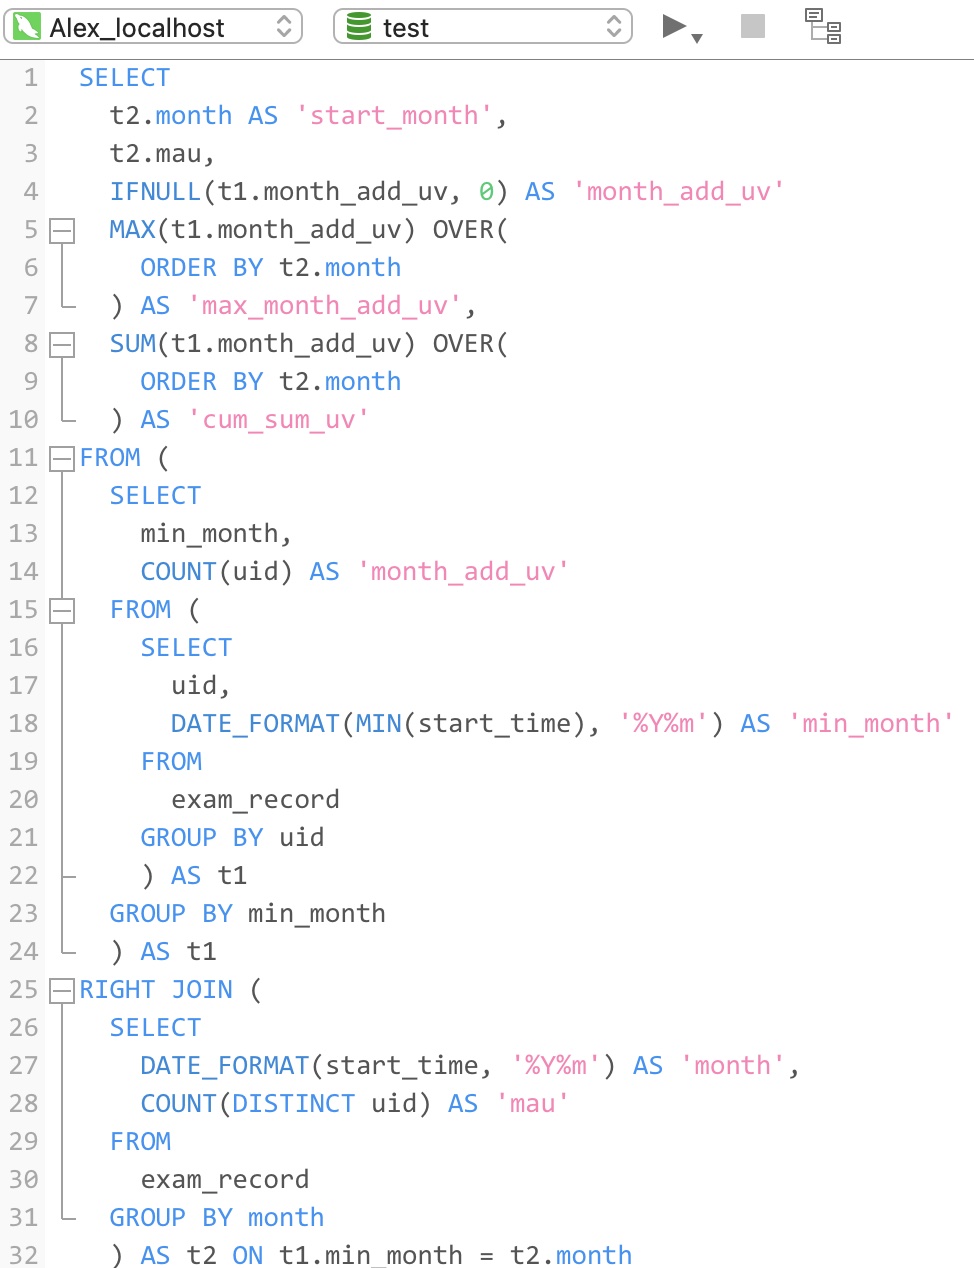 Alex_localhost test
1 SELECT
2 t2.month AS 'start_month',
3 t2.mau,
4 IFNULL(t1.month_add_uv, 0) AS 'month_add_uv'
5 MAX(t1.month_add_uv) OVER(
6 ORDER BY t2.month
7 ) AS 'max_month_add_uv',
8 SUM(t1.month_add_uv) OVER(
9 ORDER BY t2.month
10 ) AS 'cum_sum_uv'
11 FROM (
12 SELECT
13 min_month,
14 COUNT(uid) AS 'month_add_uv'
15 FROM (
16 SELECT
17 uid,
18 DATE_FORMAT(MIN(start_time), '%Y%m') AS 'min_month'
19 FROM
20 exam_record
21 GROUP BY uid
22 ) AS t1
23 GROUP BY min_month
24 ) AS t1
25 RIGHT JOIN (
26 SELECT
27 DATE_FORMAT(start_time, '%Y%m') AS 'month',
28 COUNT(DISTINCT uid) AS 'mau'
29 FROM
30 exam_record
31 GROUP BY month
32 ) AS t2 ON t1.min_month = t2.month